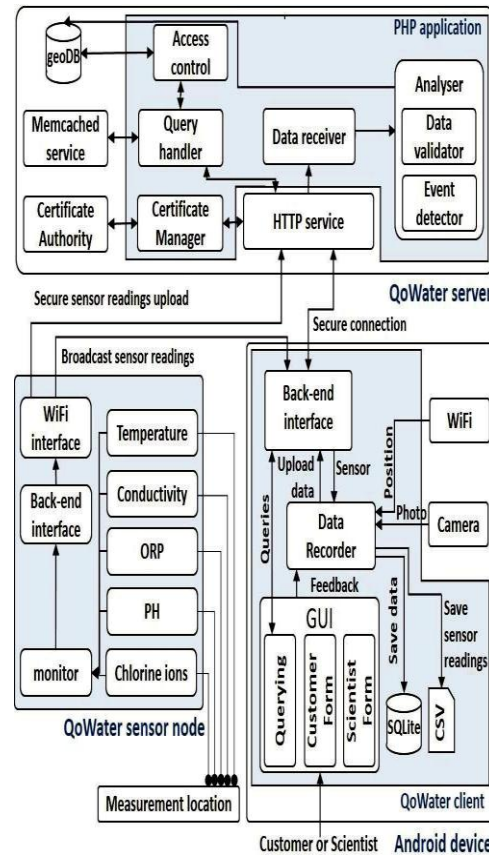 PHP application
geoDB
Access
control
Analyser
Memcached
service
Query
handler
Data receiver
Data
validator
Event
detector
Certificate
Authority
Certificate
Manager
HTTP service
QoWater server
Secure sensor readings upload
Secure connection
Broadcast sensor readings
WiFi
interface
Temperature
Back-end
interface
Conductivity
ORP
PH
monitor
Chlorine ions
QoWater sensor node
Measurement location
Back-end
interface
WiFi
Position
Upload
data
Sensor
Queries
Photo
Camera
Data
Recorder
Feedback
GUI
Querying
Customer
Form
Scientist
Form
Save data
Save
sensor
readings
SQLite
CSV
QoWater client
Customer or Scientist
Android device